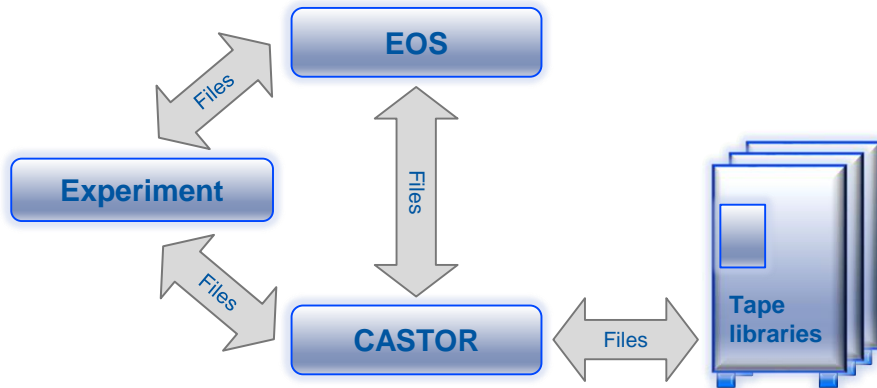 EOS
Files
Experiment
Files
Files
CASTOR
Files
Tape
libraries